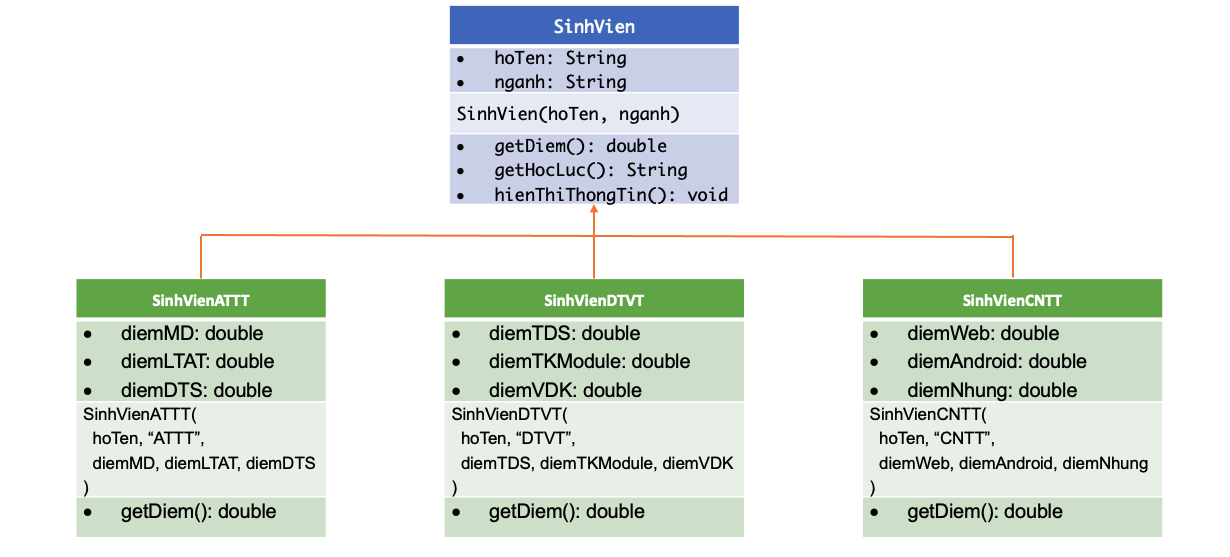 SinhVien
• hoTen: String
• nganh: String
SinhVien(hoTen, nganh)
• getDiem(): double
• getHocLuc(): String
• hienThiThongTin(): void
SinhVienATTT
• diemMD: double
• diemLTAT: double
• diemDTS: double
SinhVienATTT(
hoTen, “ATTT”,
diemMD, diemLTAT, diemDTS
)
• getDiem(): double
SinhVienDTVT
• diemTDS: double
• diemTKModule: double
• diemVDK: double
SinhVienDTVT(
hoTen, “DTVT”,
diemTDS, diemTKModule, diemVDK
)
• getDiem(): double
SinhVienCNTT
• diemWeb: double
• diemAndroid: double
• diemNhung: double
SinhVienCNTT(
hoTen, “CNTT”,
diemWeb, diemAndroid, diemNhung
)
• getDiem(): double